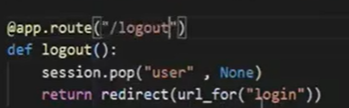 @app.route("/logout")
def logout():
    session.pop("user" , None)
    return redirect(url_for("login"))